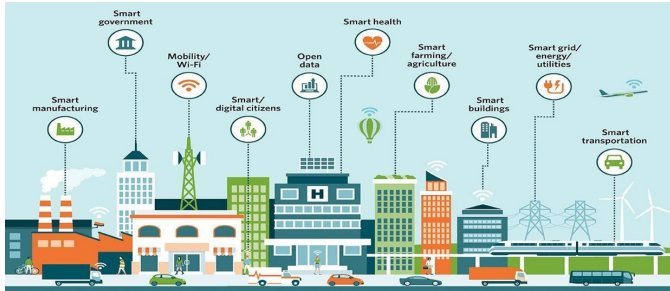 Smart
government
Mobility/
Wi-Fi
Smart
manufacturing
Smart/
digital citizens
Open
data
Smart health
Smart
farming/
agriculture
Smart
buildings
Smart grid/
energy/
utilities
Smart
transportation
H